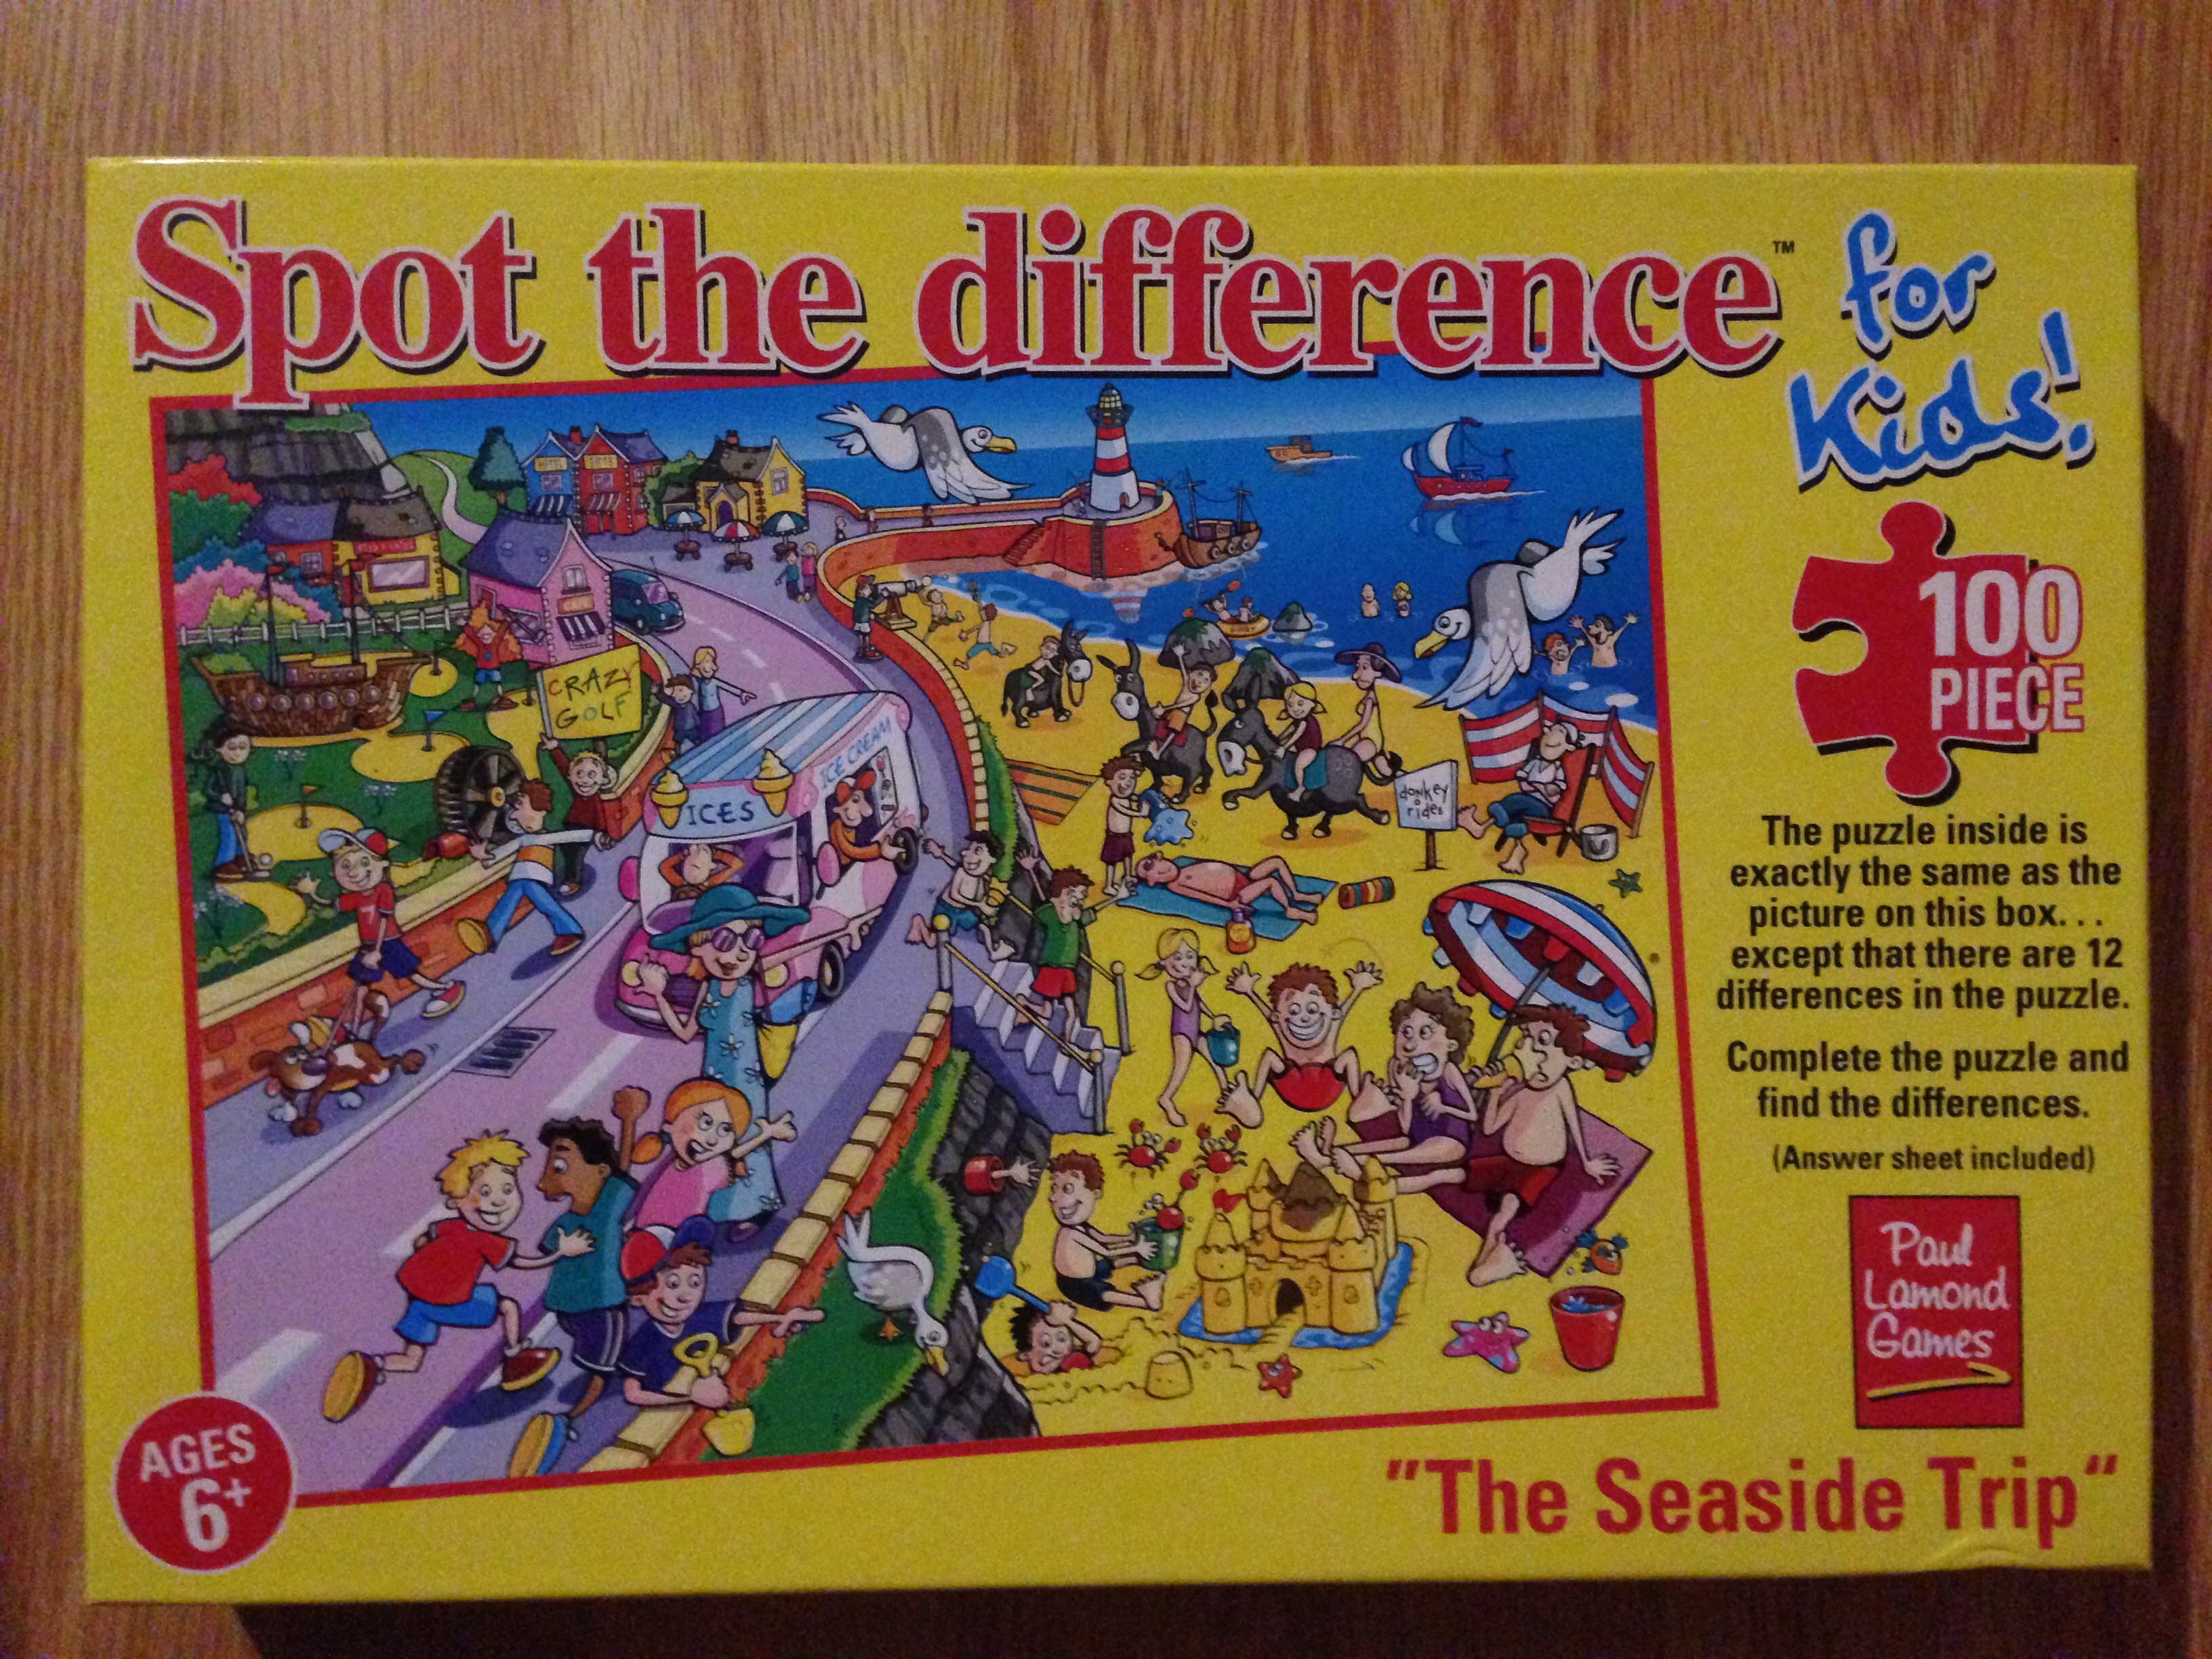 Spot the difference™
for
Kids!
HOTEL
CRAZY
GOLF
ICE CREAM
ICES
donkey
rides
100
PIECE
The puzzle inside is
exactly the same as the
picture on this box. . .
except that there are 12
differences in the puzzle.
Complete the puzzle and
find the differences.
(Answer sheet included)
Paul
Lamond
Games
AGES
6+
"The Seaside Trip"